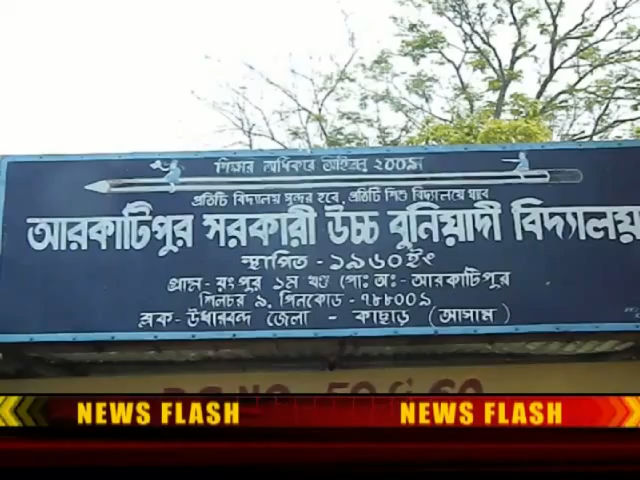 শিক্ষার অধিকার আইন ২০০৯
প্রতিটি বিদ্যালয় সুন্দর হবে, প্রতিটি শিশু বিদ্যালয়ে যাবে
আরকাটিপুর সরকারী উচ্চ বুনিয়াদী বিদ্যালয়
স্থাপিত - ১৯৬০ইং
গ্রাম - রংপুর ১ম খণ্ড পোঃ অঃ - আরকাটিপুর
শিলচর ৯, পিনকোড - ৭৮৮০০৯
ব্লক - উধারবন্দ জেলা - কাছাড় (আসাম)
NEWS FLASH NEWS FLASH